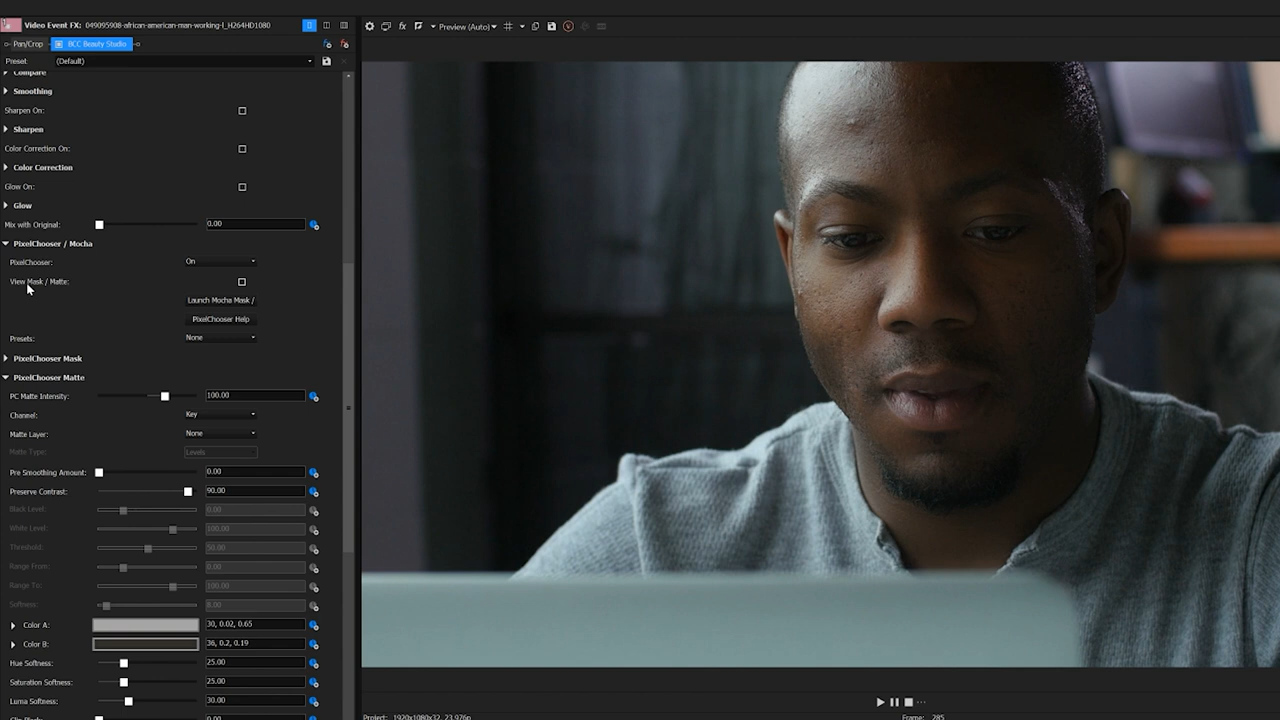 Video Event FX: 049095908-african-american-man-working-l_H264HD1080
Preview (Auto)
Pan/Crop BCC Beauty Studio
Preset: (Default)
Compare
Smoothing
Sharpen On:
Sharpen
Color Correction On:
Color Correction
Glow On:
Glow
Mix with Original: 0.00
PixelChooser / Mocha
PixelChooser: On
View Mask / Matte:
Launch Mocha Mask /
PixelChooser Help
Presets: None
PixelChooser Mask
PixelChooser Matte
PC Matte Intensity: 100.00
Channel: Key
Matte Layer: None
Matte Type: Levels
Pre Smoothing Amount: 0.00
Preserve Contrast: 90.00
Black Level: 0.00
White Level: 100.00
Threshold: 50.00
Range From: 0.00
Range To: 100.00
Softness: 8.00
Color A: 30, 0.02, 0.65
Color B: 36, 0.2, 0.19
Hue Softness: 25.00
Saturation Softness: 25.00
Luma Softness: 30.00
0.00
Project: 1920x1080x32, 23.976p Frame: 285